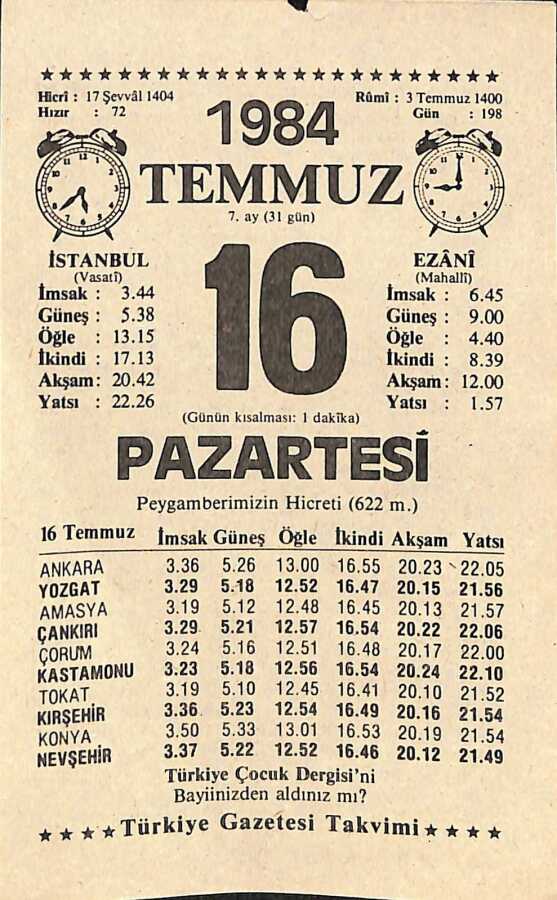 Hicrî : 17 Şevvâl 1404
Hızır : 72
1984
Rûmî : 3 Temmuz 1400
Gün : 198
TEMMUZ
7. ay (31 gün)
16
İSTANBUL
(Vasatî)
İmsak : 3.44
Güneş : 5.38
Öğle : 13.15
İkindi : 17.13
Akşam : 20.42
Yatsı : 22.26
EZÂNÎ
(Mahallî)
İmsak : 6.45
Güneş : 9.00
Öğle : 4.40
İkindi : 8.39
Akşam : 12.00
Yatsı : 1.57
(Günün kısalması: 1 dakîka)
PAZARTESİ
Peygamberimizin Hicreti (622 m.)
16 Temmuz İmsak Güneş Öğle İkindi Akşam Yatsı
ANKARA 3.36 5.26 13.00 16.55 20.23 22.05
YOZGAT 3.29 5.18 12.52 16.47 20.15 21.56
AMASYA 3.19 5.12 12.48 16.45 20.13 21.57
ÇANKIRI 3.29 5.21 12.57 16.54 20.22 22.06
ÇORUM 3.24 5.16 12.51 16.48 20.17 22.00
KASTAMONU 3.23 5.18 12.56 16.54 20.24 22.10
TOKAT 3.19 5.10 12.45 16.41 20.10 21.52
KIRŞEHİR 3.36 5.23 12.54 16.49 20.16 21.54
KONYA 3.50 5.33 13.01 16.53 20.19 21.54
NEVŞEHİR 3.37 5.22 12.52 16.46 20.12 21.49
Türkiye Çocuk Dergisi'ni
Bayiinizden aldınız mı?
Türkiye Gazetesi Takvimi